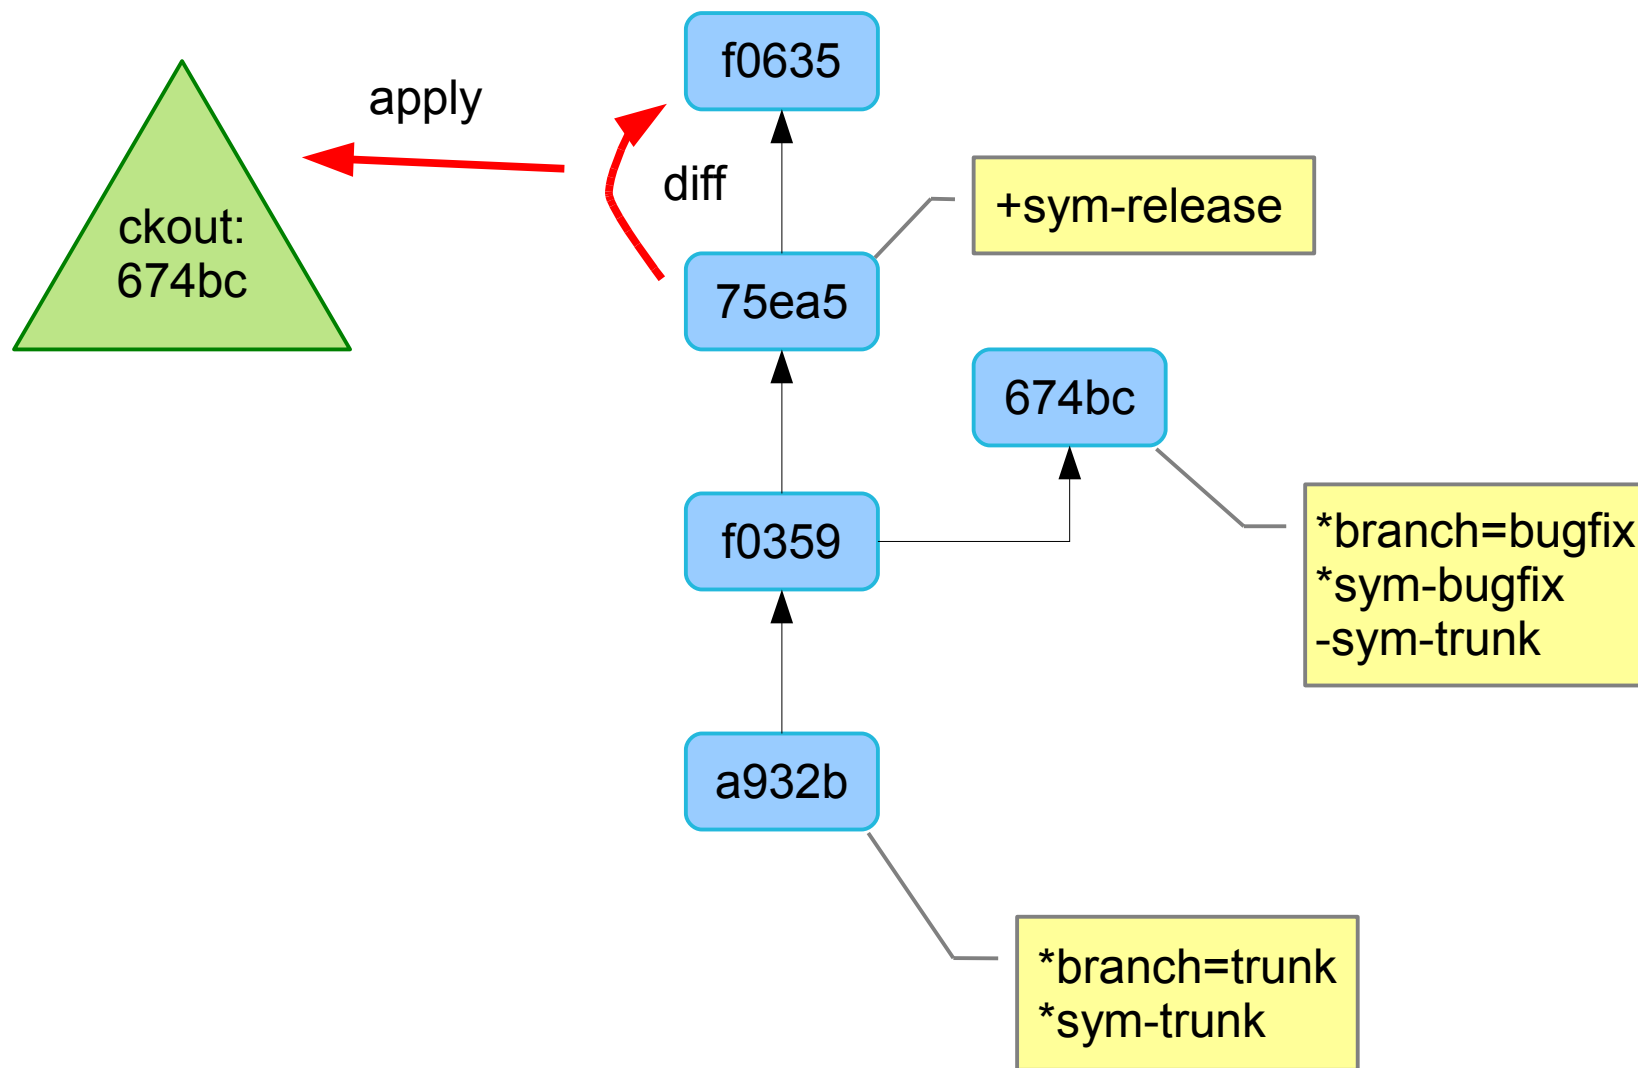 f0635
apply
diff
+sym-release
ckout:
674bc
75ea5
674bc
f0359
*branch=bugfix
*sym-bugfix
-sym-trunk
a932b
*branch=trunk
*sym-trunk